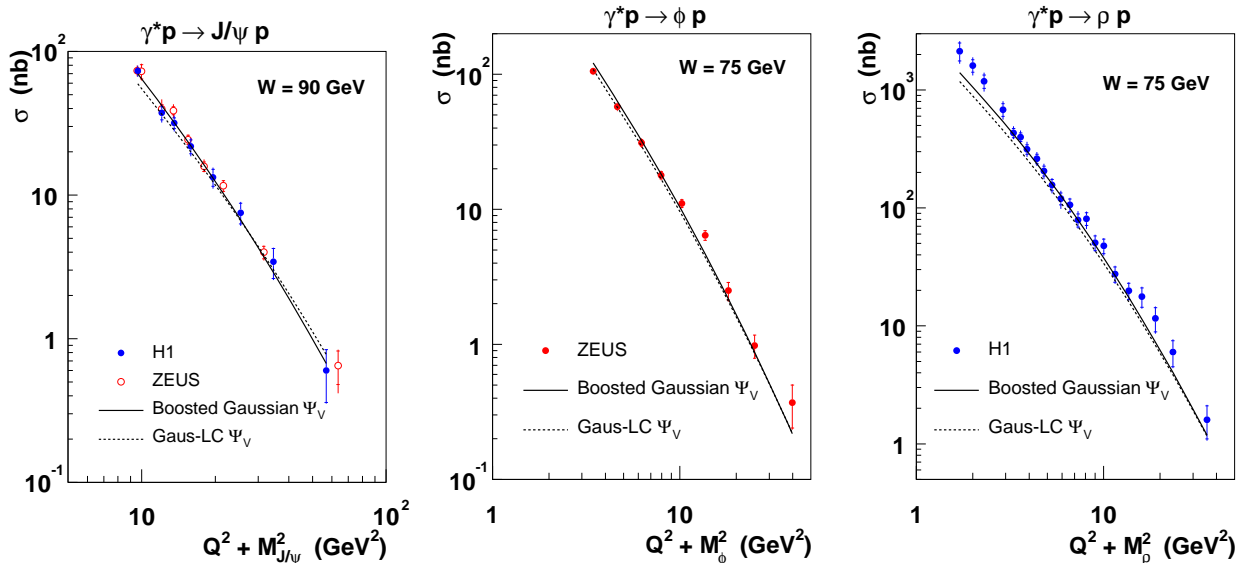 γ*p → J/ψ p
σ (nb)
10²
10
1
10⁻¹
W = 90 GeV
H1
ZEUS
Boosted Gaussian Ψ_V
Gaus-LC Ψ_V
10
10²
Q² + M²_J/ψ (GeV²)
γ*p → φ p
σ (nb)
10²
10
1
10⁻¹
W = 75 GeV
ZEUS
Boosted Gaussian Ψ_V
Gaus-LC Ψ_V
1
10
Q² + M²_φ (GeV²)
γ*p → ρ p
σ (nb)
10³
10²
10
1
W = 75 GeV
H1
Boosted Gaussian Ψ_V
Gaus-LC Ψ_V
1
10
Q² + M²_ρ (GeV²)